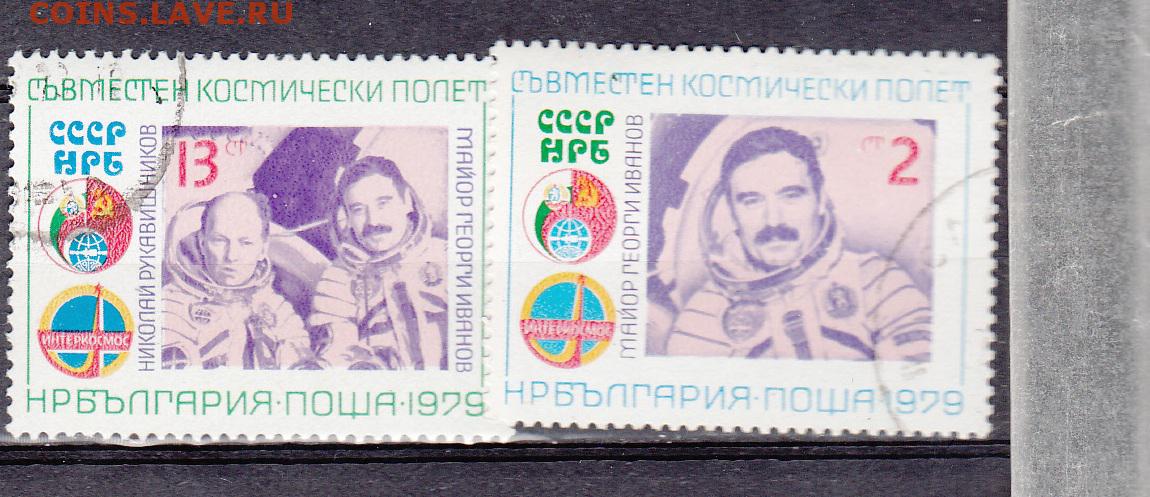 COINS.LAVE.RU
СЪВМЕСТЕН КОСМИЧЕСКИ ПОЛЕТ
СССР
НРБ
ИНТЕРКОСМОС
НИКОЛАЙ РУКАВИШНИКОВ
13 СТ
МАЙОР ГЕОРГИ ИВАНОВ
НРБЪЛГАРИЯ·ПОЩА·1979
СЪВМЕСТЕН КОСМИЧЕСКИ ПОЛЕТ
СССР
НРБ
ИНТЕРКОСМОС
МАЙОР ГЕОРГИ ИВАНОВ
СТ 2
НРБЪЛГАРИЯ·ПОЩА·1979